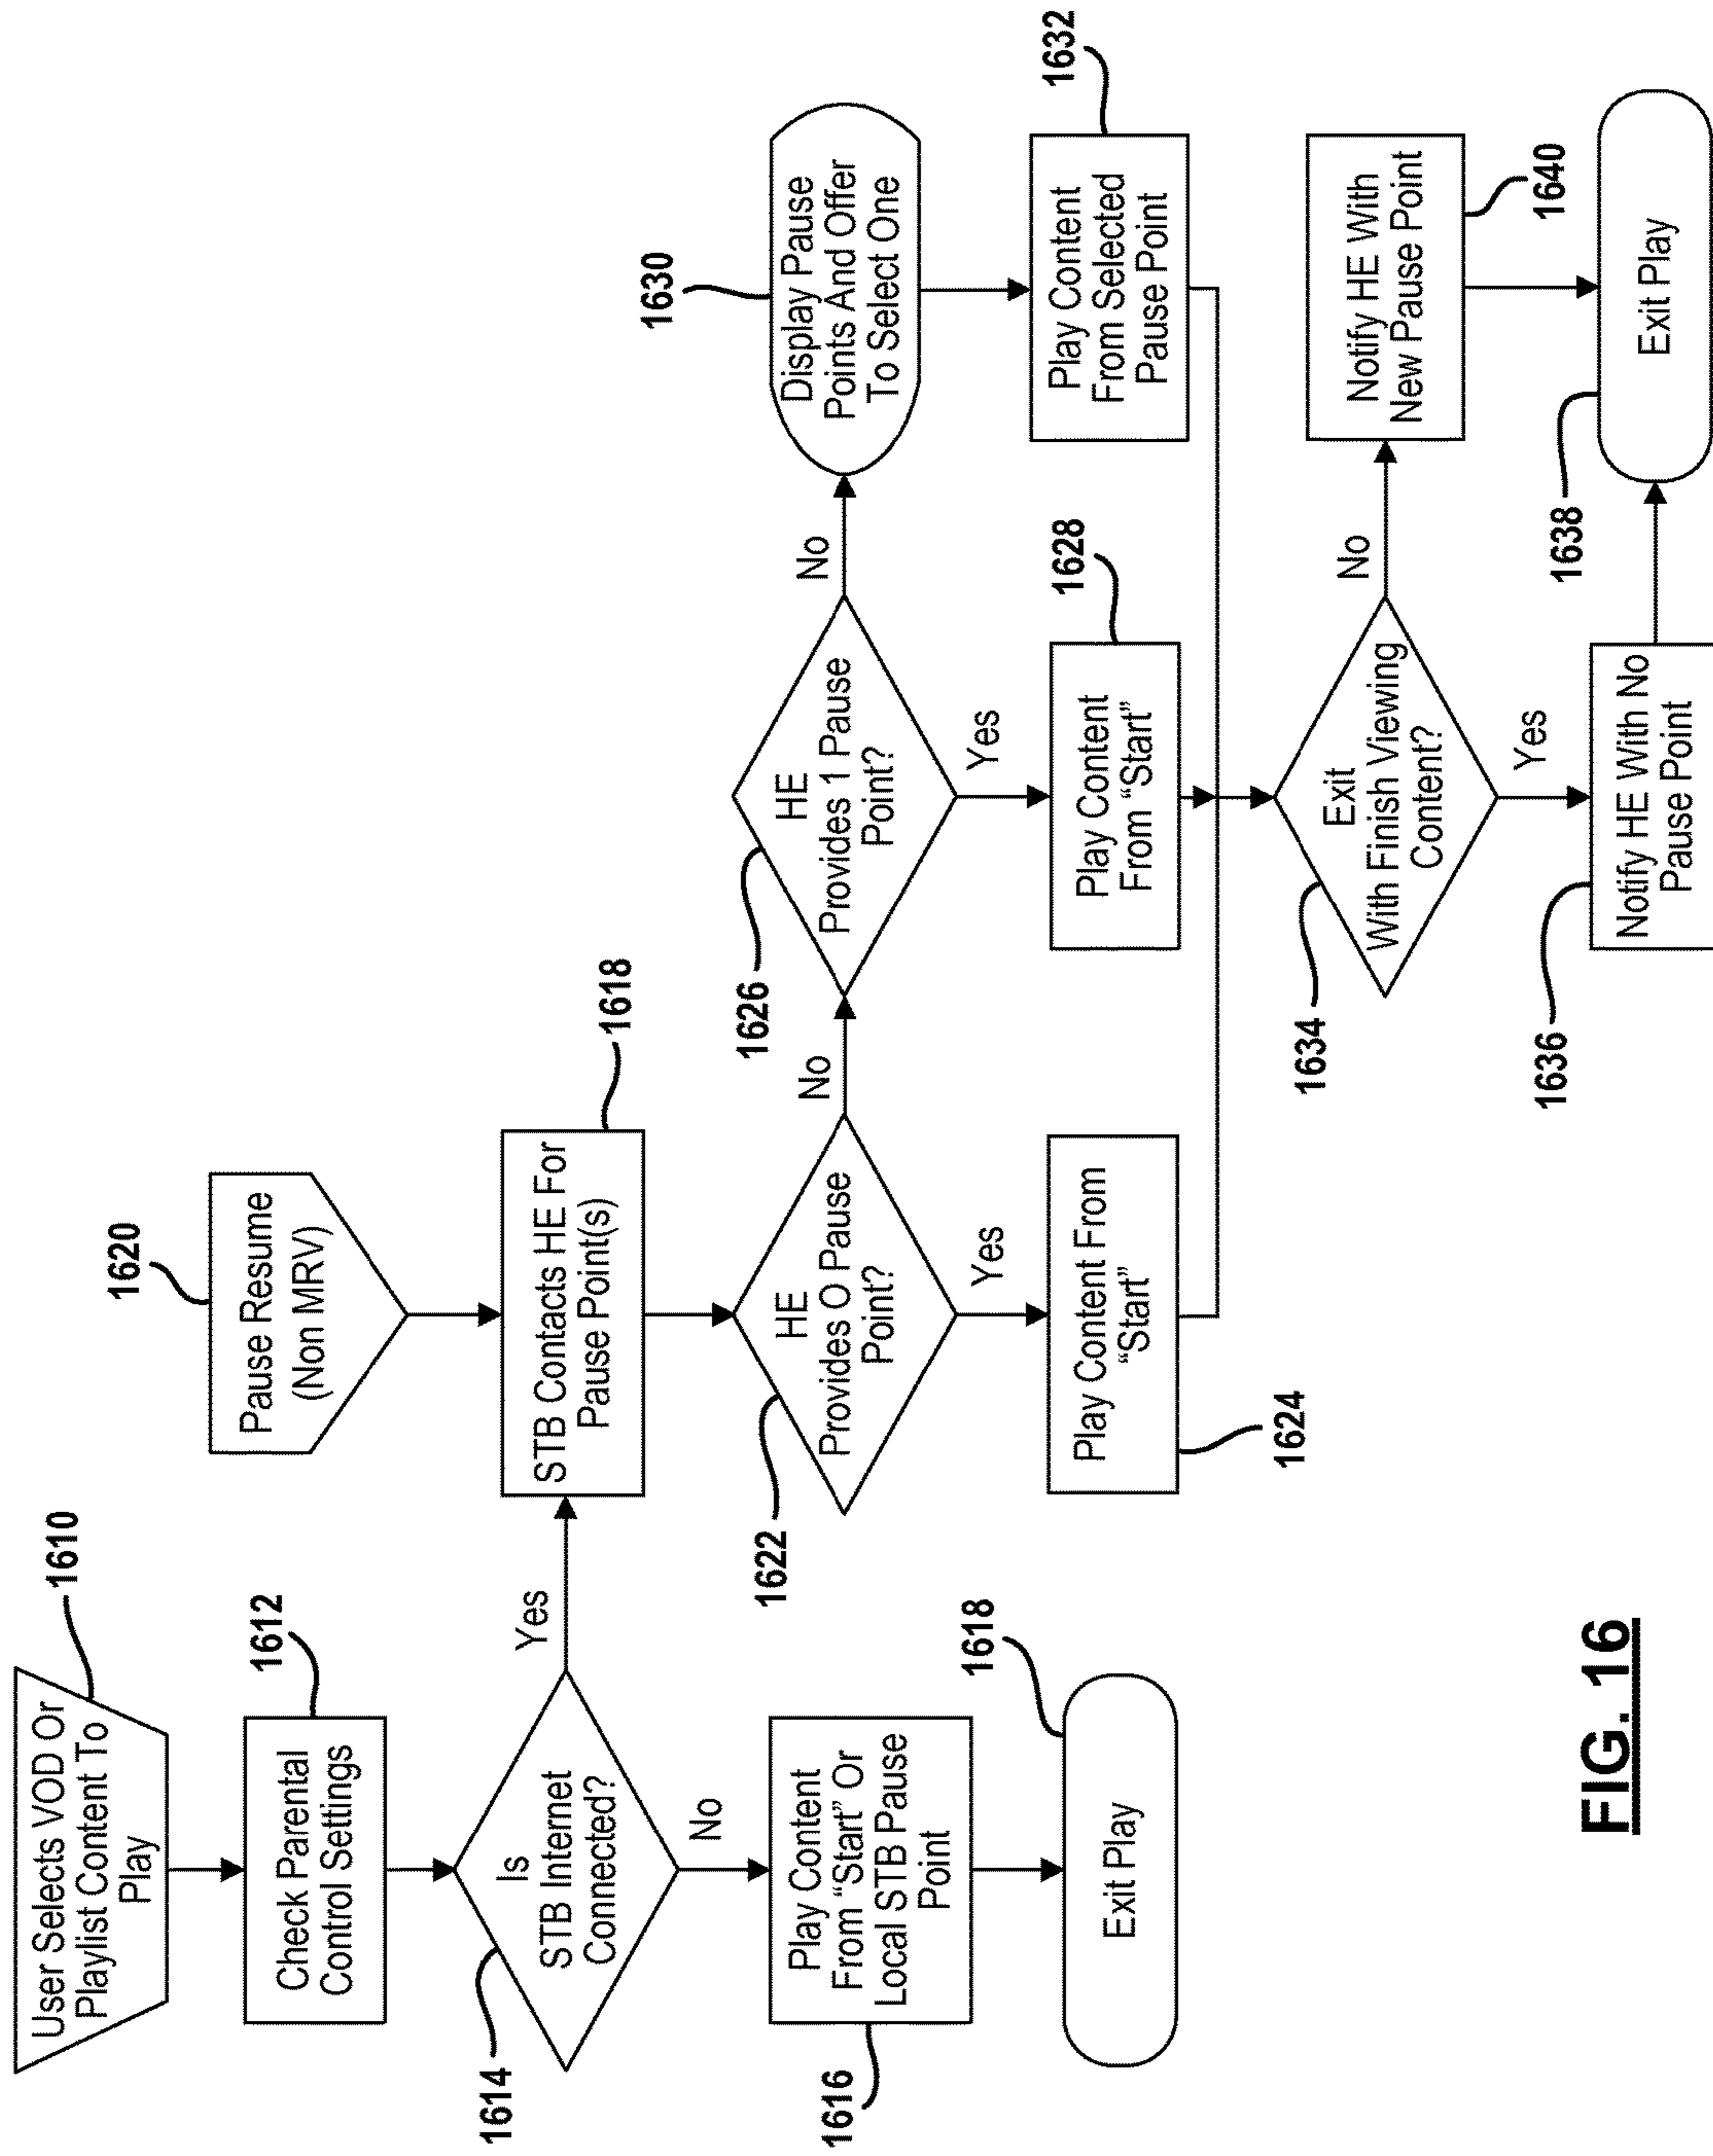 1610
User Selects VOD Or
Playlist Content To
Play
1612
Check Parental
Control Settings
1614
Is
STB Internet
Connected?
Yes
No
1616
Play Content
From "Start" Or
Local STB Pause
Point
1618
Exit Play
1620
Pause Resume
(Non MRV)
1618
STB Contacts HE For
Pause Point(s)
1622
HE
Provides O Pause
Point?
No
Yes
1624
Play Content From
"Start"
1626
HE
Provides 1 Pause
Point?
No
Yes
1628
Play Content
From "Start"
1630
Display Pause
Points And Offer
To Select One
1632
Play Content
From Selected
Pause Point
1634
Exit
With Finish Viewing
Content?
No
Yes
1640
Notify HE With
New Pause Point
1636
Notify HE With No
Pause Point
1638
Exit Play
FIG. 16